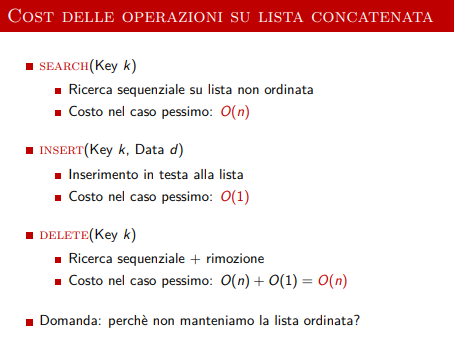 Cost delle operazioni su lista concatenata
search(Key k)
Ricerca sequenziale su lista non ordinata
Costo nel caso pessimo: O(n)
insert(Key k, Data d)
Inserimento in testa alla lista
Costo nel caso pessimo: O(1)
delete(Key k)
Ricerca sequenziale + rimozione
Costo nel caso pessimo: O(n) + O(1) = O(n)
Domanda: perchè non manteniamo la lista ordinata?